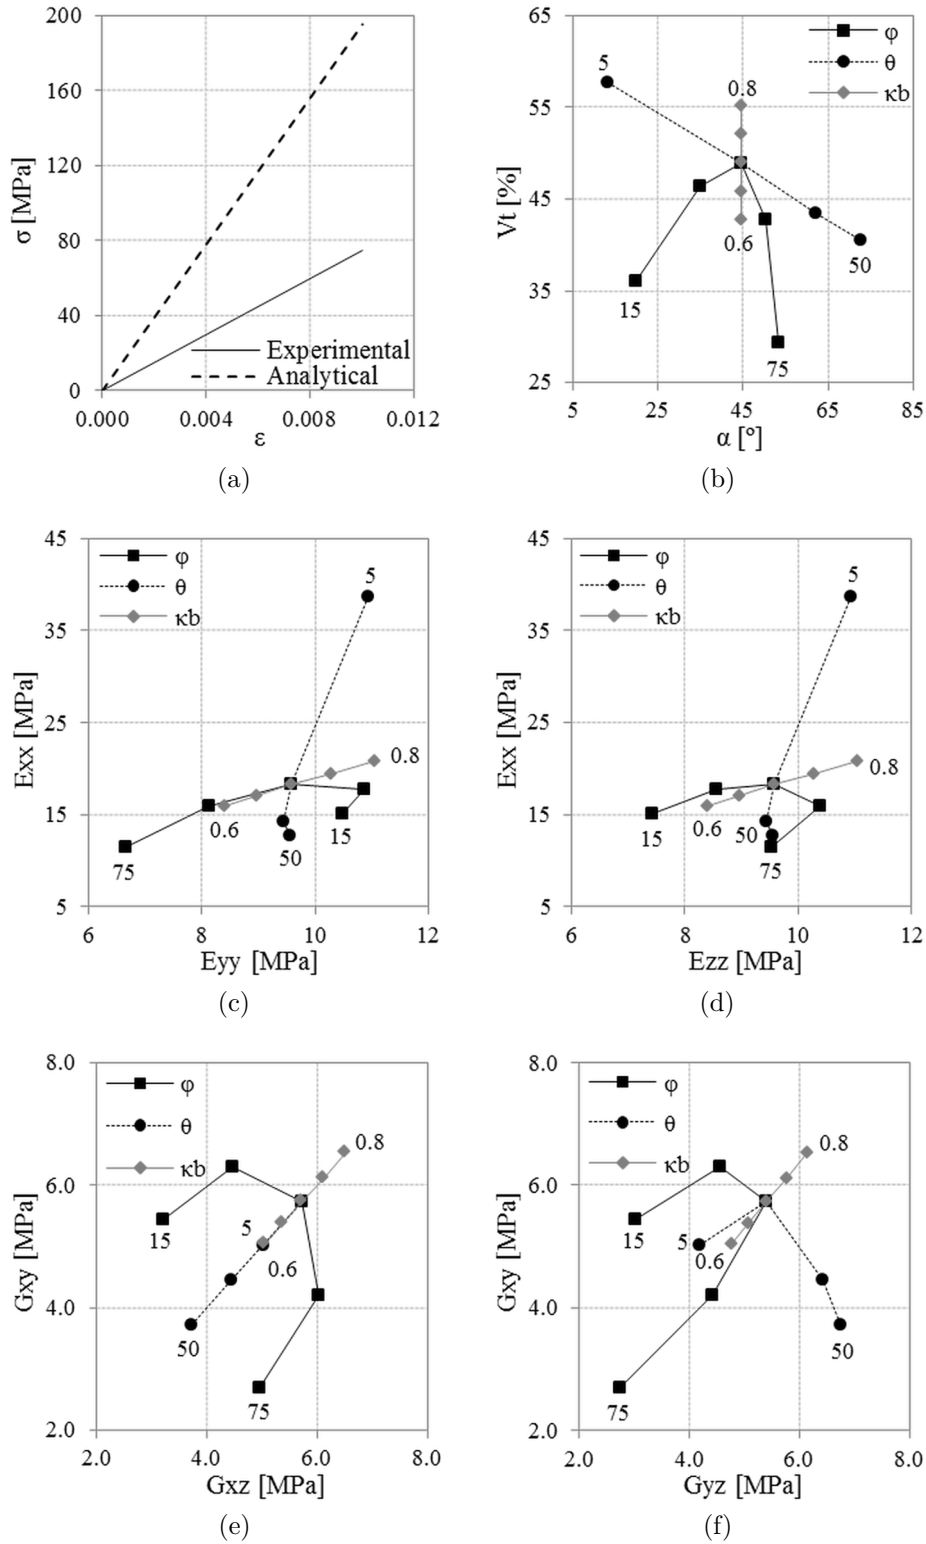 200
160
120
80
40
0
σ [MPa]
Experimental
Analytical
0.000
0.004
0.008
0.012
ε
(a)
65
55
45
35
25
Vt [%]
φ
θ
κb
5
0.8
0.6
50
15
75
5
25
45
65
85
α [°]
(b)
45
35
25
15
5
Exx [MPa]
φ
θ
κb
5
0.8
0.6
15
50
75
6
8
10
12
Eyy [MPa]
(c)
45
35
25
15
5
Exx [MPa]
φ
θ
κb
5
0.8
15
0.6
50
75
6
8
10
12
Ezz [MPa]
(d)
8.0
6.0
4.0
2.0
Gxy [MPa]
φ
θ
κb
0.8
15
5
0.6
50
75
2.0
4.0
6.0
8.0
Gxz [MPa]
(e)
8.0
6.0
4.0
2.0
Gxy [MPa]
φ
θ
κb
0.8
15
5
0.6
50
75
2.0
4.0
6.0
8.0
Gyz [MPa]
(f)